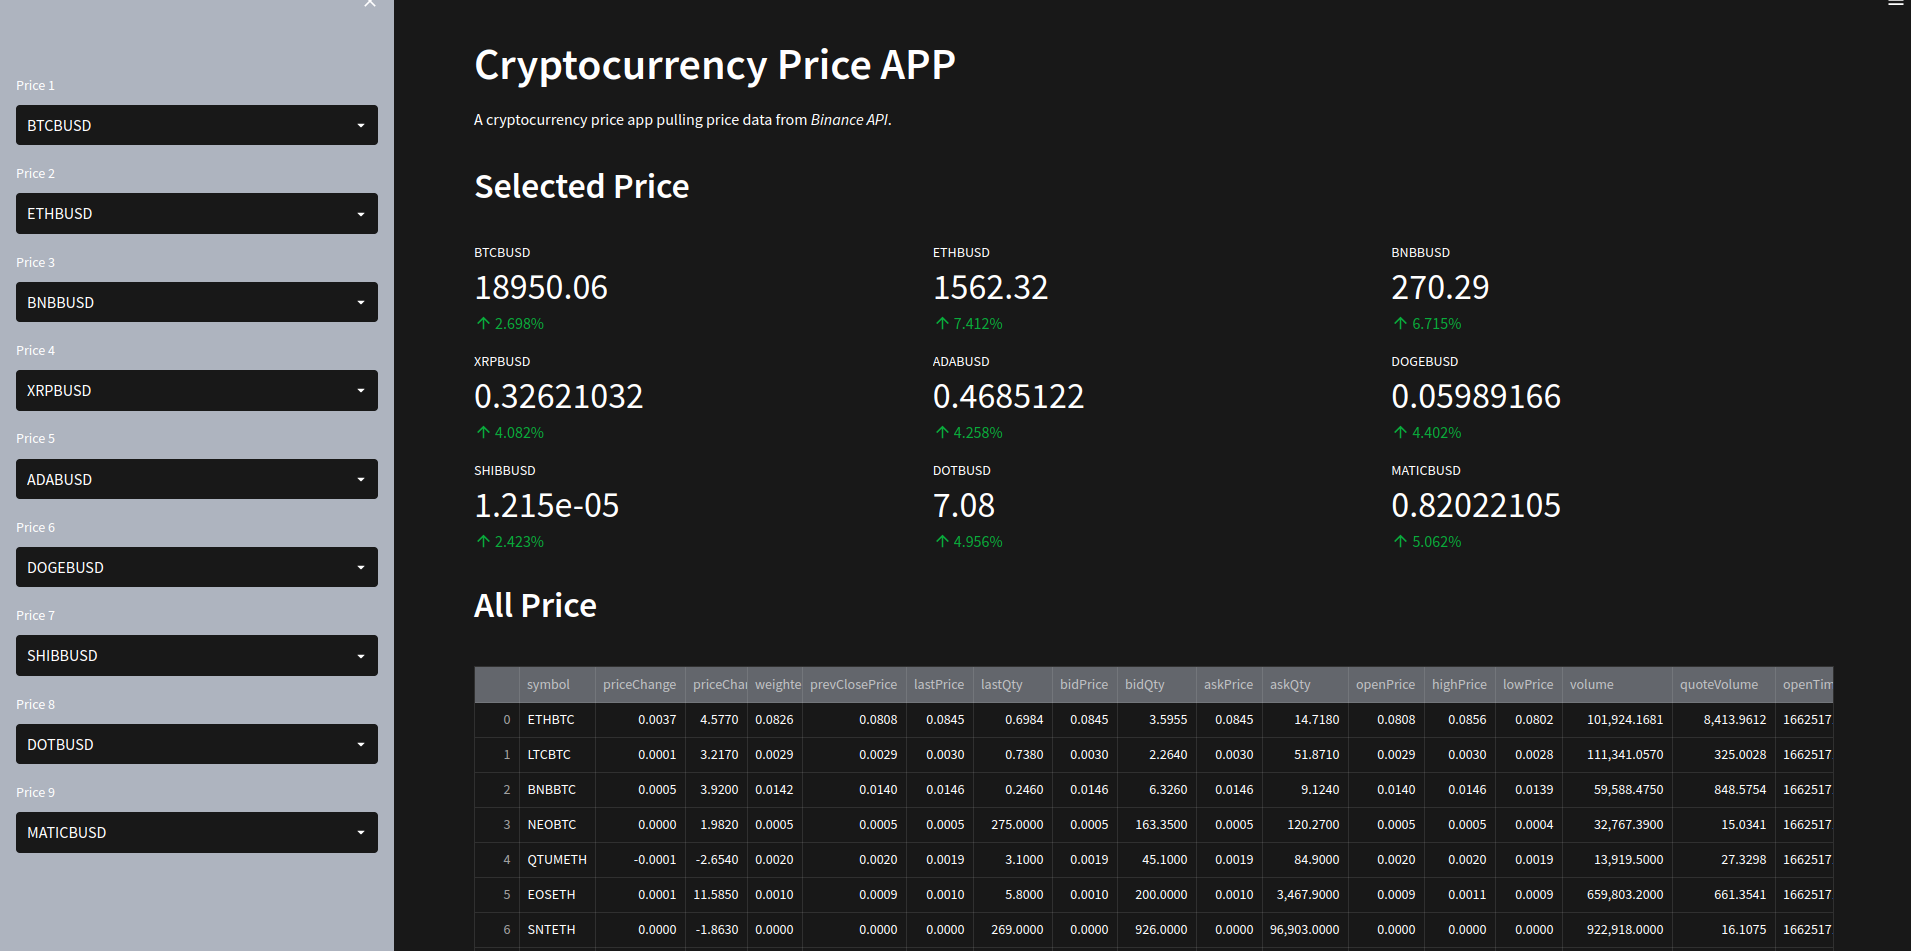 Price 1
BTCBUSD
Price 2
ETHBUSD
Price 3
BNBBUSD
Price 4
XRPBUSD
Price 5
ADABUSD
Price 6
DOGEBUSD
Price 7
SHIBBUSD
Price 8
DOTBUSD
Price 9
MATICBUSD
Cryptocurrency Price APP
A cryptocurrency price app pulling price data from Binance API.
Selected Price
BTCBUSD ETHBUSD BNBBUSD
18950.06 1562.32 270.29
↑ 2.698% ↑ 7.412% ↑ 6.715%
XRPBUSD ADABUSD DOGEBUSD
0.32621032 0.4685122 0.05989166
↑ 4.082% ↑ 4.258% ↑ 4.402%
SHIBBUSD DOTBUSD MATICBUSD
1.215e-05 7.08 0.82022105
↑ 2.423% ↑ 4.956% ↑ 5.062%
All Price
symbol priceChange priceChar weighte prevClosePrice lastPrice lastQty bidPrice bidQty askPrice askQty openPrice highPrice lowPrice volume quoteVolume openTim
0 ETHBTC 0.0037 4.5770 0.0826 0.0808 0.0845 0.6984 0.0845 3.5955 0.0845 14.7180 0.0808 0.0856 0.0802 101,924.1681 8,413.9612 1662517
1 LTCBTC 0.0001 3.2170 0.0029 0.0029 0.0030 0.7380 0.0030 2.2640 0.0030 51.8710 0.0029 0.0030 0.0028 111,341.0570 325.0028 1662517
2 BNBBTC 0.0005 3.9200 0.0142 0.0140 0.0146 0.2460 0.0146 6.3260 0.0146 9.1240 0.0140 0.0146 0.0139 59,588.4750 848.5754 1662517
3 NEOBTC 0.0000 1.9820 0.0005 0.0005 0.0005 275.0000 0.0005 163.3500 0.0005 120.2700 0.0005 0.0005 0.0004 32,767.3900 15.0341 1662517
4 QTUMETH -0.0001 -2.6540 0.0020 0.0020 0.0019 3.1000 0.0019 45.1000 0.0019 84.9000 0.0020 0.0020 0.0019 13,919.5000 27.3298 1662517
5 EOSETH 0.0001 11.5850 0.0010 0.0009 0.0010 5.8000 0.0010 200.0000 0.0010 3,467.9000 0.0009 0.0011 0.0009 659,803.2000 661.3541 1662517
6 SNTETH 0.0000 -1.8630 0.0000 0.0000 0.0000 269.0000 0.0000 926.0000 0.0000 96,903.0000 0.0000 0.0000 0.0000 922,918.0000 16.1075 1662517